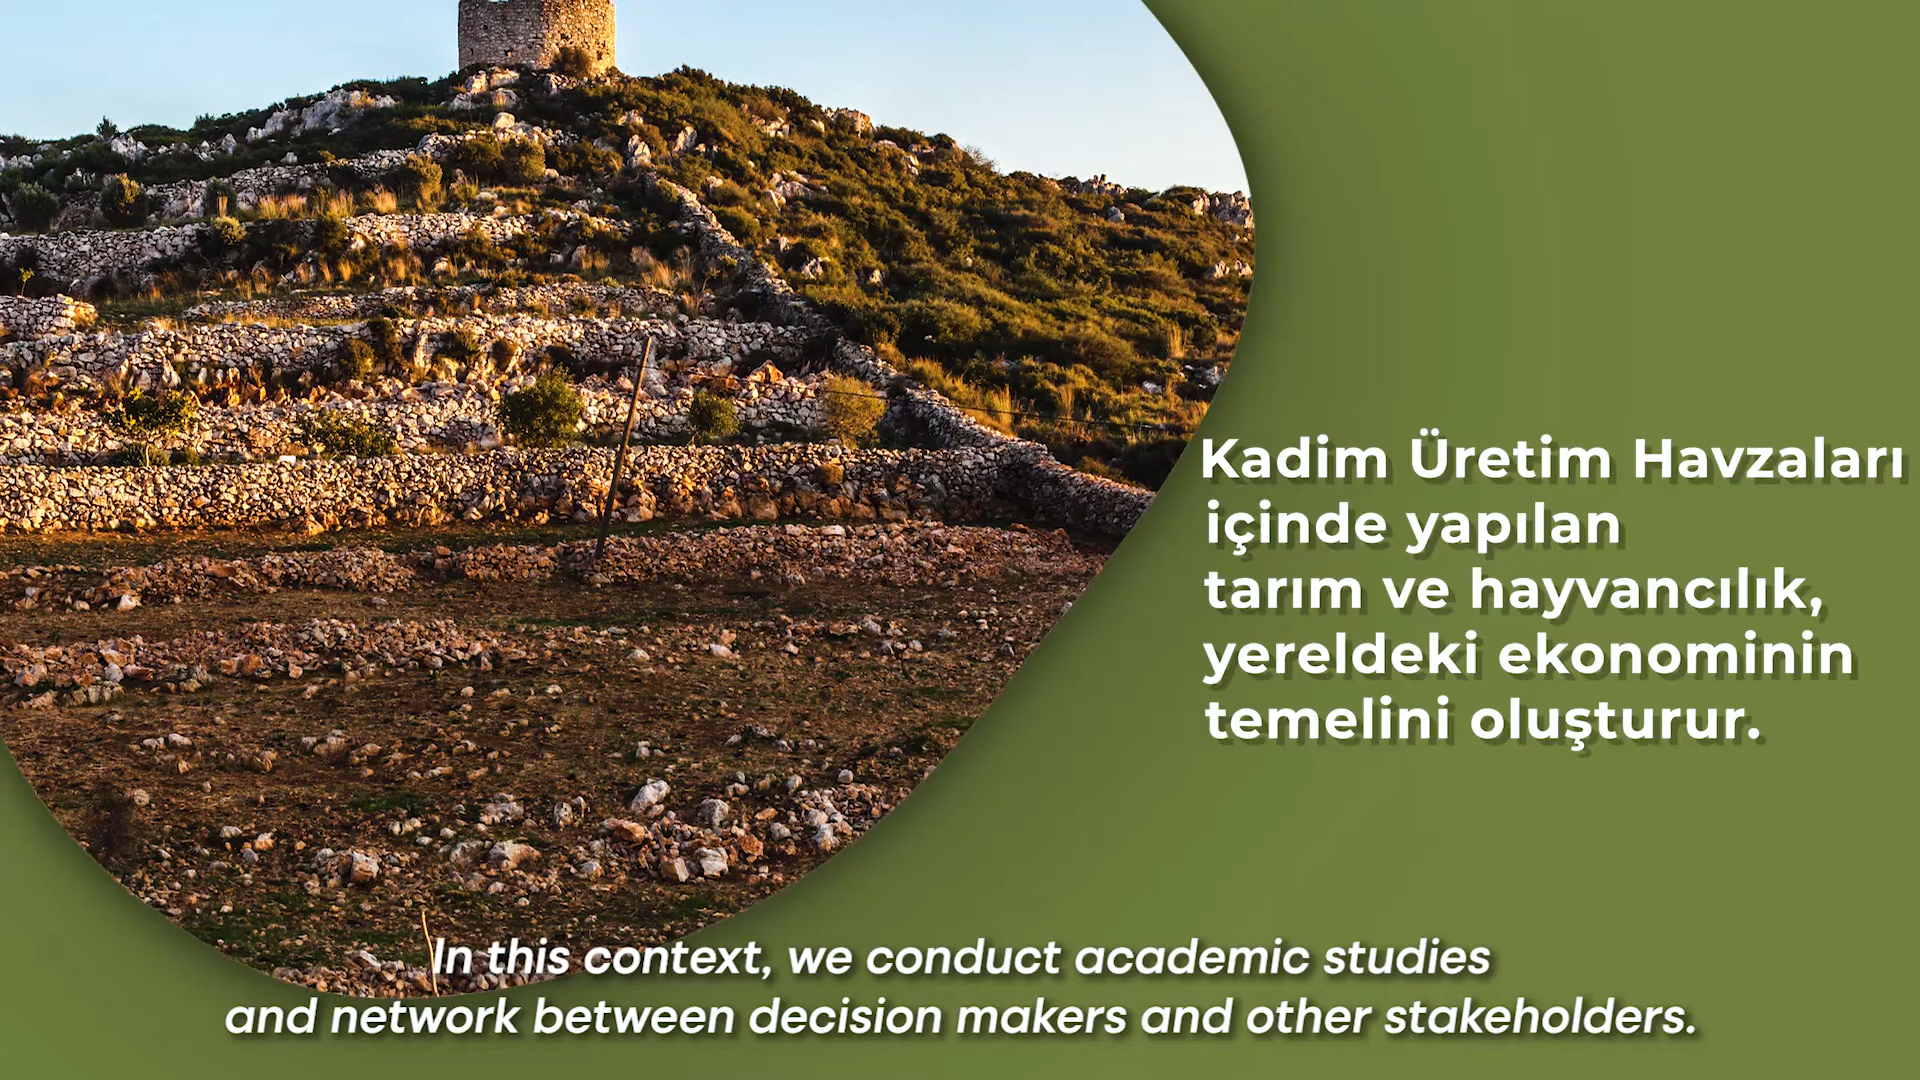 Kadim Üretim Havzaları
içinde yapılan
tarım ve hayvancılık,
yereldeki ekonominin
temelini oluşturur.
In this context, we conduct academic studies
and network between decision makers and other stakeholders.